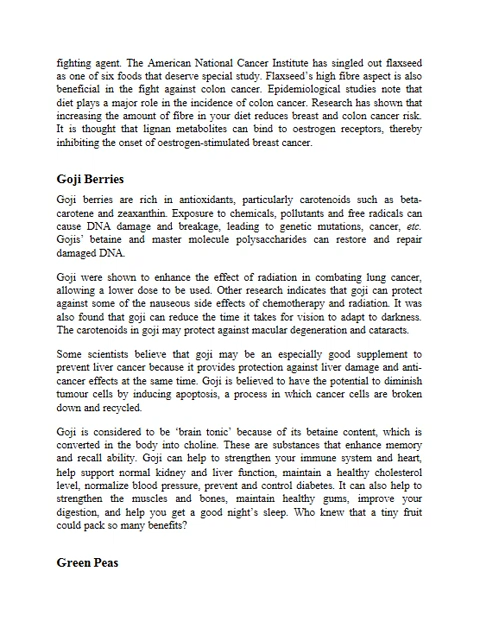 fighting agent. The American National Cancer Institute has singled out flaxseed
as one of six foods that deserve special study. Flaxseed’s high fibre aspect is also
beneficial in the fight against colon cancer. Epidemiological studies note that
diet plays a major role in the incidence of colon cancer. Research has shown that
increasing the amount of fibre in your diet reduces breast and colon cancer risk.
It is thought that lignan metabolites can bind to oestrogen receptors, thereby
inhibiting the onset of oestrogen-stimulated breast cancer.
Goji Berries
Goji berries are rich in antioxidants, particularly carotenoids such as beta-
carotene and zeaxanthin. Exposure to chemicals, pollutants and free radicals can
cause DNA damage and breakage, leading to genetic mutations, cancer, etc.
Gojis’ betaine and master molecule polysaccharides can restore and repair
damaged DNA.
Goji were shown to enhance the effect of radiation in combating lung cancer,
allowing a lower dose to be used. Other research indicates that goji can protect
against some of the nauseous side effects of chemotherapy and radiation. It was
also found that goji can reduce the time it takes for vision to adapt to darkness.
The carotenoids in goji may protect against macular degeneration and cataracts.
Some scientists believe that goji may be an especially good supplement to
prevent liver cancer because it provides protection against liver damage and anti-
cancer effects at the same time. Goji is believed to have the potential to diminish
tumour cells by inducing apoptosis, a process in which cancer cells are broken
down and recycled.
Goji is considered to be ‘brain tonic’ because of its betaine content, which is
converted in the body into choline. These are substances that enhance memory
and recall ability. Goji can help to strengthen your immune system and heart,
help support normal kidney and liver function, maintain a healthy cholesterol
level, normalize blood pressure, prevent and control diabetes. It can also help to
strengthen the muscles and bones, maintain healthy gums, improve your
digestion, and help you get a good night’s sleep. Who knew that a tiny fruit
could pack so many benefits?
Green Peas